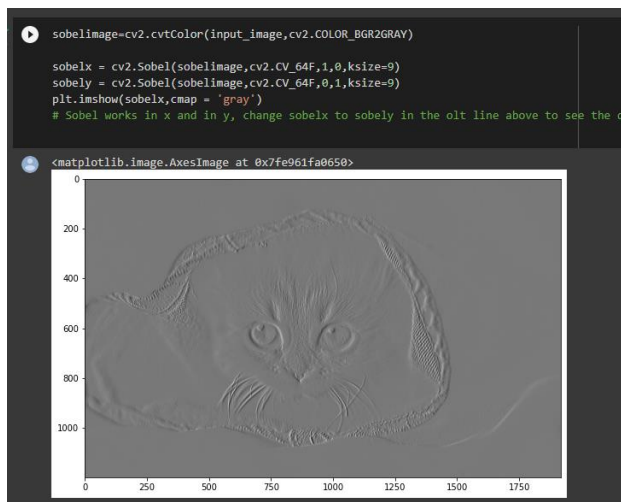 sobelimage=cv2.cvtColor(input_image,cv2.COLOR_BGR2GRAY)
sobelx = cv2.Sobel(sobelimage,cv2.CV_64F,1,0,ksize=9)
sobely = cv2.Sobel(sobelimage,cv2.CV_64F,0,1,ksize=9)
plt.imshow(sobelx,cmap = 'gray')
# Sobel works in x and in y, change sobelx to sobely in the olt line above to see the
<matplotlib.image.AxesImage at 0x7fe961fa0650>
0
200
400
600
800
1000
0 250 500 750 1000 1250 1500 1750